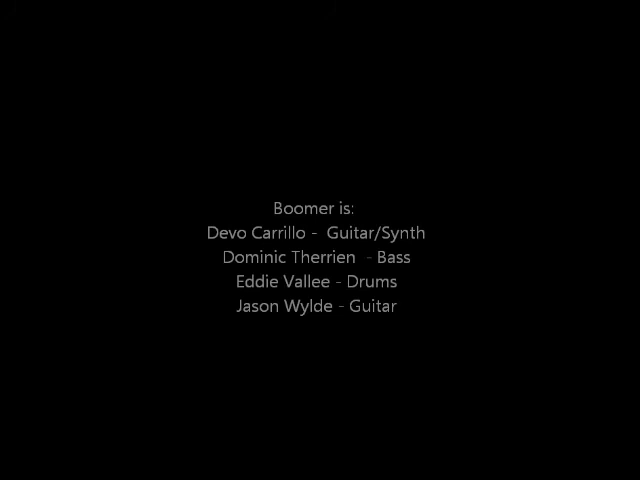 Boomer is:
Devo Carrillo -  Guitar/Synth
Dominic Therrien  - Bass
Eddie Vallee - Drums
Jason Wylde - Guitar